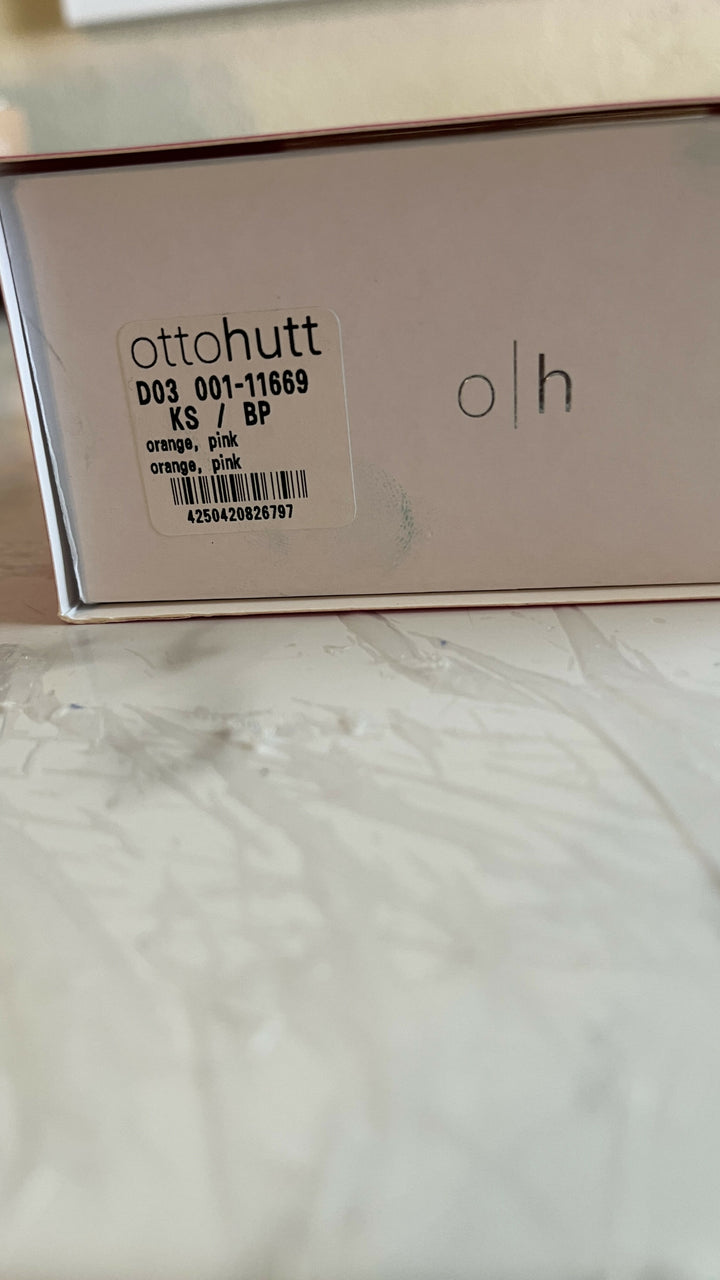 ottohutt
D03 001-11669
KS / BP
orange, pink
orange, pink
4250420826797
o|h